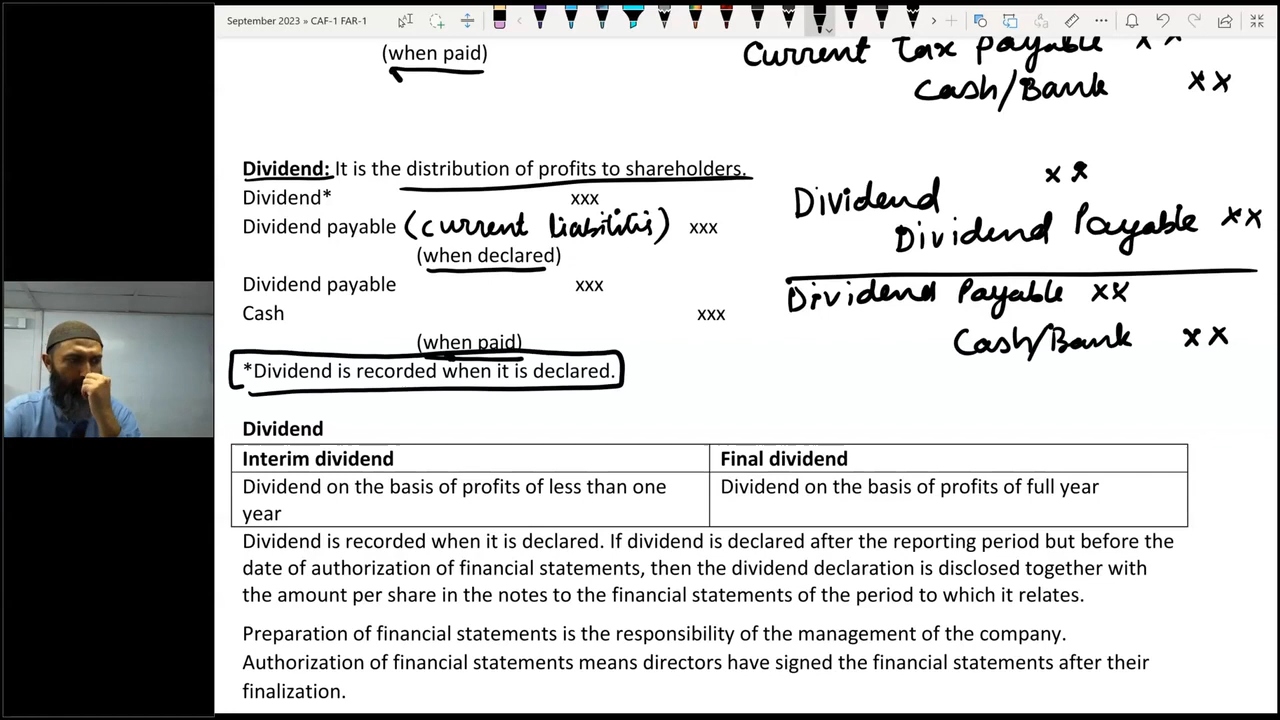 September 2023 » CAF-1 FAR-1
(when paid)
Current tax payable xx
Cash/Bank xx
Dividend: It is the distribution of profits to shareholders.
Dividend* xxx
Dividend payable (current liabilities) xxx
(when declared)
Dividend payable xxx
Cash xxx
(when paid)
*Dividend is recorded when it is declared.
Dividend xx
Dividend Payable xx
Dividend Payable xx
Cash/Bank xx
Dividend
Interim dividend Final dividend
Dividend on the basis of profits of less than one Dividend on the basis of profits of full year
year
Dividend is recorded when it is declared. If dividend is declared after the reporting period but before the
date of authorization of financial statements, then the dividend declaration is disclosed together with
the amount per share in the notes to the financial statements of the period to which it relates.
Preparation of financial statements is the responsibility of the management of the company.
Authorization of financial statements means directors have signed the financial statements after their
finalization.